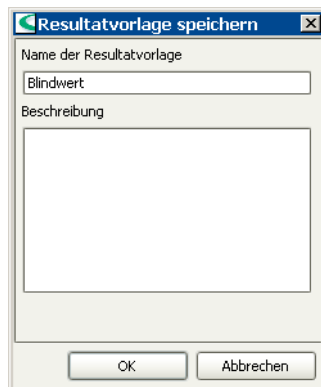 Resultatvorlage speichern
Name der Resultatvorlage
Blindwert
Beschreibung
OK
Abbrechen